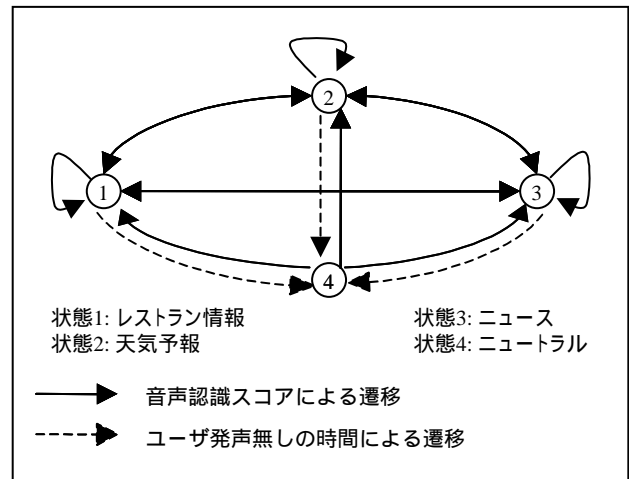 2
1
3
4
状態1: レストラン情報
状態3: ニュース
状態2: 天気予報
状態4: ニュートラル
音声認識スコアによる遷移
ユーザ発声無しの時間による遷移